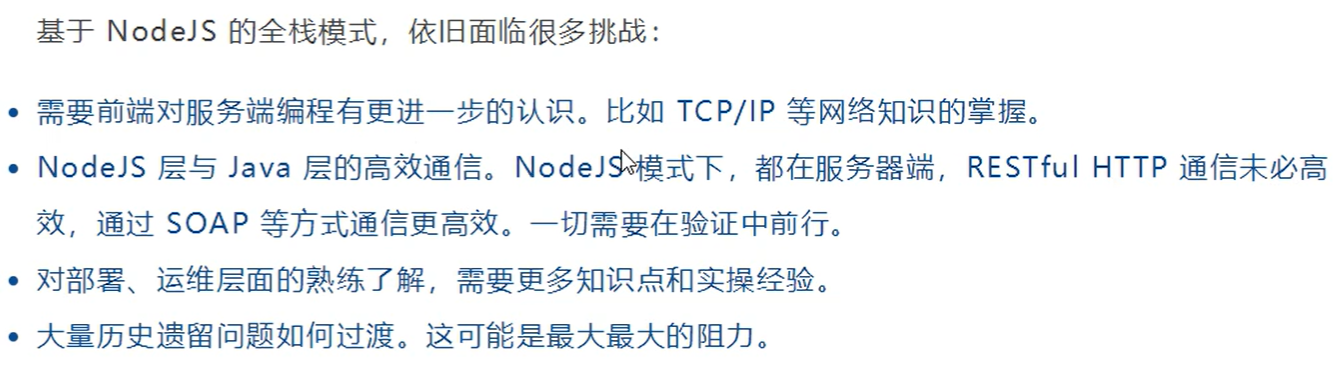 基于 NodeJS 的全栈模式，依旧面临很多挑战：
• 需要前端对服务端编程有更进一步的认识。比如 TCP/IP 等网络知识的掌握。
• NodeJS 层与 Java 层的高效通信。NodeJS 模式下，都在服务器端，RESTful HTTP 通信未必高
效，通过 SOAP 等方式通信更高效。一切需要在验证中前行。
• 对部署、运维层面的熟练了解，需要更多知识点和实操经验。
• 大量历史遗留问题如何过渡。这可能是最大最大的阻力。